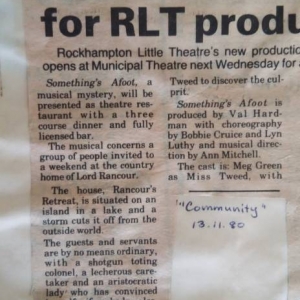 for RLT produ
Rockhampton Little Theatre's new productio
opens at Municipal Theatre next Wednesday for
Something's Afoot, a
musical mystery, will
be presented as theatre res-
taurant with a three
course dinner and fully
licensed bar.
The musical concerns a
group of people invited to
a weekend at the country
home of Lord Rancour.
The house, Rancour's
Retreat, is situated on an
island in a lake and a
storm cuts it off from the
outside world.
The guests and servants
are by no means ordinary,
with a shotgun toting
colonel, a lecherous care-
taker and an aristocratic
lady who has convinced
Tweed to discover the cul-
prit.
Something's Afoot is
produced by Val Hard-
man with choreography
by Bobbie Cruice and Lyn
Luthy and musical direc-
tion by Ann Mitchell.
The cast is: Meg Green
as Miss Tweed, with
"Community"
13.11.80